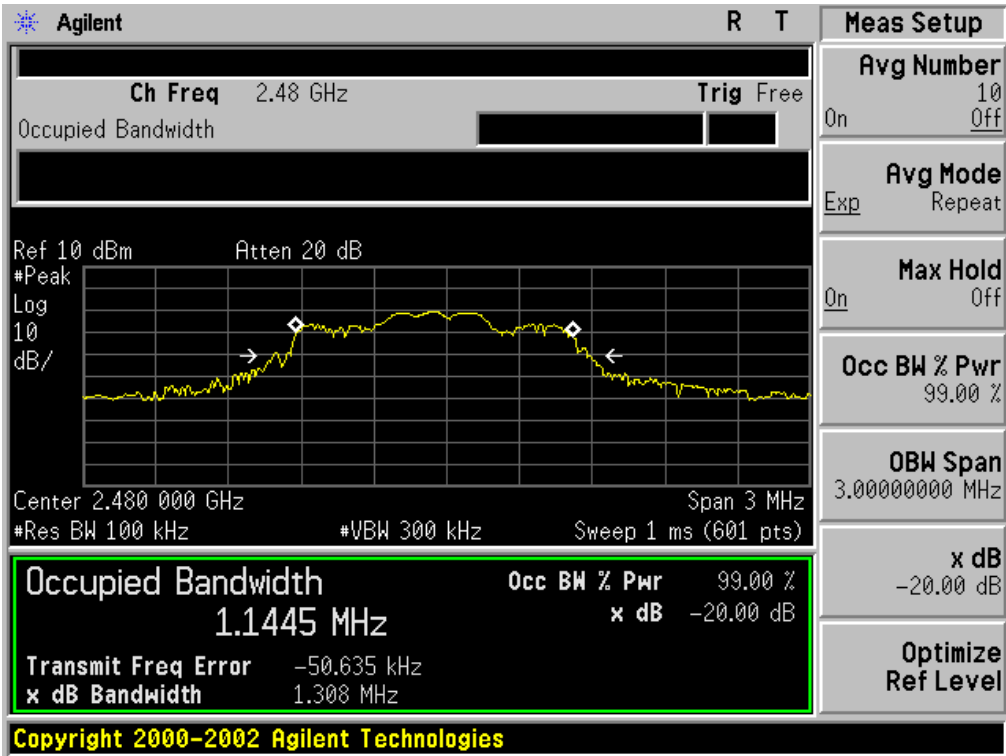 Agilent R T
Ch Freq 2.48 GHz Trig Free
Occupied Bandwidth
Ref 10 dBm Atten 20 dB
#Peak
Log
10
dB/
Center 2.480 000 GHz Span 3 MHz
#Res BW 100 kHz #VBW 300 kHz Sweep 1 ms (601 pts)
Occupied Bandwidth Occ BW % Pwr 99.00 %
1.1445 MHz x dB -20.00 dB
Transmit Freq Error -50.635 kHz
x dB Bandwidth 1.308 MHz
Copyright 2000-2002 Agilent Technologies
Meas Setup
Avg Number
10
On Off
Avg Mode
Exp Repeat
Max Hold
On Off
Occ BW % Pwr
99.00 %
OBW Span
3.00000000 MHz
x dB
-20.00 dB
Optimize
Ref Level